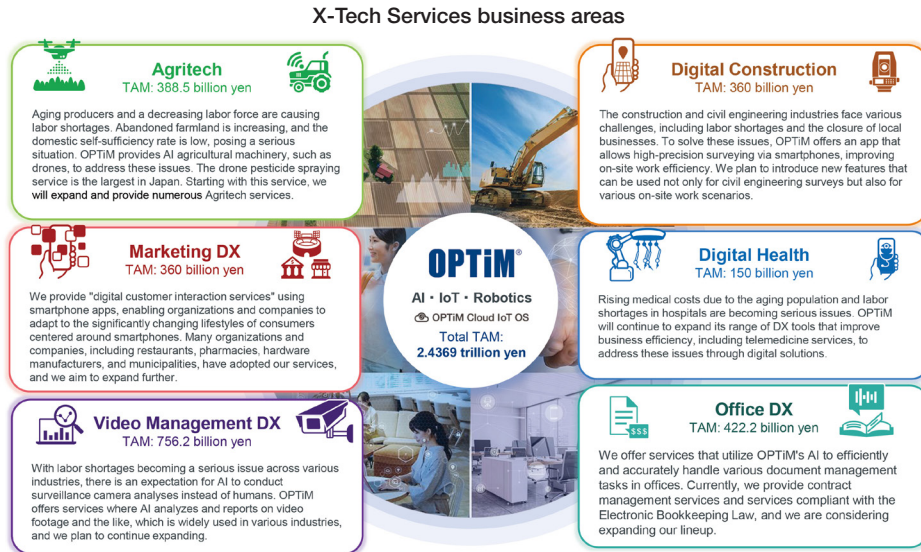 X-Tech Services business areas
Agritech
TAM: 388.5 billion yen
Aging producers and a decreasing labor force are causing
labor shortages. Abandoned farmland is increasing, and the
domestic self-sufficiency rate is low, posing a serious
situation. OPTiM provides AI agricultural machinery, such as
drones, to address these issues. The drone pesticide spraying
service is the largest in Japan. Starting with this service, we
will expand and provide numerous Agritech services.
Digital Construction
TAM: 360 billion yen
The construction and civil engineering industries face various
challenges, including labor shortages and the closure of local
businesses. To solve these issues, OPTiM offers an app that
allows high-precision surveying via smartphones, improving
on-site work efficiency. We plan to introduce new features that
can be used not only for civil engineering surveys but also for
various on-site work scenarios.
Marketing DX
TAM: 360 billion yen
We provide "digital customer interaction services" using
smartphone apps, enabling organizations and companies to
adapt to the significantly changing lifestyles of consumers
centered around smartphones. Many organizations and
companies, including restaurants, pharmacies, hardware
manufacturers, and municipalities, have adopted our services,
and we aim to expand further.
OPTiM®
AI・IoT・Robotics
OPTiM Cloud IoT OS
Total TAM:
2.4369 trillion yen
Digital Health
TAM: 150 billion yen
Rising medical costs due to the aging population and labor
shortages in hospitals are becoming serious issues. OPTiM
will continue to expand its range of DX tools that improve
business efficiency, including telemedicine services, to
address these issues through digital solutions.
Video Management DX
TAM: 756.2 billion yen
With labor shortages becoming a serious issue across various
industries, there is an expectation for AI to conduct
surveillance camera analyses instead of humans. OPTiM
offers services where AI analyzes and reports on video
footage and the like, which is widely used in various industries,
and we plan to continue expanding.
$$$
Office DX
TAM: 422.2 billion yen
We offer services that utilize OPTiM's AI to efficiently
and accurately handle various document management
tasks in offices. Currently, we provide contract
management services and services compliant with the
Electronic Bookkeeping Law, and we are considering
expanding our lineup.